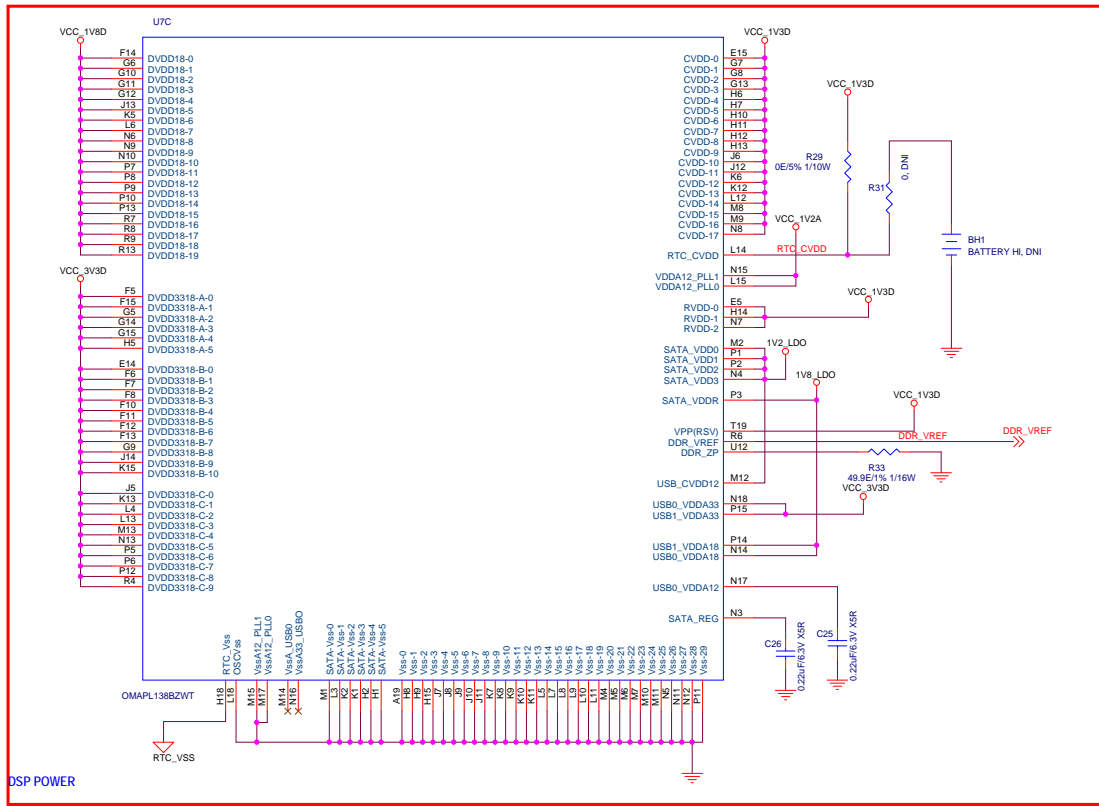 U7C
VCC_1V8D
F14 DVDD18-0
G6 DVDD18-1
G10 DVDD18-2
G11 DVDD18-3
G12 DVDD18-4
J13 DVDD18-5
K5 DVDD18-6
L6 DVDD18-7
N6 DVDD18-8
N9 DVDD18-9
N10 DVDD18-10
P7 DVDD18-11
P8 DVDD18-12
P9 DVDD18-13
P10 DVDD18-14
P13 DVDD18-15
R7 DVDD18-16
R8 DVDD18-17
R9 DVDD18-18
R13 DVDD18-19
VCC_3V3D
F5 DVDD3318-A-0
F15 DVDD3318-A-1
G5 DVDD3318-A-2
G14 DVDD3318-A-3
G15 DVDD3318-A-4
H5 DVDD3318-A-5
E14 DVDD3318-B-0
F6 DVDD3318-B-1
F7 DVDD3318-B-2
F8 DVDD3318-B-3
F10 DVDD3318-B-4
F11 DVDD3318-B-5
F12 DVDD3318-B-6
F13 DVDD3318-B-7
G9 DVDD3318-B-8
J14 DVDD3318-B-9
K15 DVDD3318-B-10
J5 DVDD3318-C-0
K13 DVDD3318-C-1
L4 DVDD3318-C-2
L13 DVDD3318-C-3
M13 DVDD3318-C-4
N13 DVDD3318-C-5
P5 DVDD3318-C-6
P6 DVDD3318-C-7
P12 DVDD3318-C-8
R4 DVDD3318-C-9
VCC_1V3D
CVDD-0 E15
CVDD-1 G7
CVDD-2 G8
CVDD-3 G13
CVDD-4 H6
CVDD-5 H7
CVDD-6 H10
CVDD-7 H11
CVDD-8 H12
CVDD-9 H13
CVDD-10 J6
CVDD-11 J12
CVDD-12 K6
CVDD-13 K12
CVDD-14 L12
CVDD-15 M8
CVDD-16 M9
CVDD-17 N8
VCC_1V3D
R29
0E/5% 1/10W
R31
0, DNI
BH1
BATTERY HI, DNI
VCC_1V2A
RTC_CVDD L14 RTC_CVDD
VDDA12_PLL1 N15
VDDA12_PLL0 L15
VCC_1V3D
RVDD-0 E5
RVDD-1 H14
RVDD-2 N7
1V2_LDO
SATA_VDD0 M2
SATA_VDD1 P1
SATA_VDD2 P2
SATA_VDD3 N4
1V8_LDO
SATA_VDDR P3
VCC_1V3D
VPP(RSV) T19
DDR_VREF R6 DDR_VREF DDR_VREF
DDR_ZP U12
R33
49.9E/1% 1/16W
USB_CVDD12 M12
VCC_3V3D
USB0_VDDA33 N18
USB1_VDDA33 P15
USB1_VDDA18 P14
USB0_VDDA18 N14
USB0_VDDA12 N17
SATA_REG N3
C26
0.22uF/6.3V X5R
C25
0.22uF/6.3V X5R
OMAPL138BZWT
RTC_Vss H18
OSCVss L18
VssA12_PLL1 M15
VssA12_PLL0 M17
VssA_USB0 M14
VssA33_USBO N16
SATA-Vss-0 M1
SATA-Vss-1 L3
SATA-Vss-2 K2
SATA-Vss-3 K1
SATA-Vss-4 H2
SATA-Vss-5 H1
Vss-0 A19
Vss-1 H8
Vss-2 H9
Vss-3 H15
Vss-4 J7
Vss-5 J8
Vss-6 J9
Vss-7 J10
Vss-8 J11
Vss-9 K7
Vss-10 K8
Vss-11 K9
Vss-12 K10
Vss-13 K11
Vss-14 L5
Vss-15 L7
Vss-16 L8
Vss-17 L9
Vss-18 L10
Vss-19 L11
Vss-20 M4
Vss-21 M5
Vss-22 M6
Vss-23 M7
Vss-24 M10
Vss-25 M11
Vss-26 N5
Vss-27 N11
Vss-28 N12
Vss-29 P11
RTC_VSS
DSP POWER